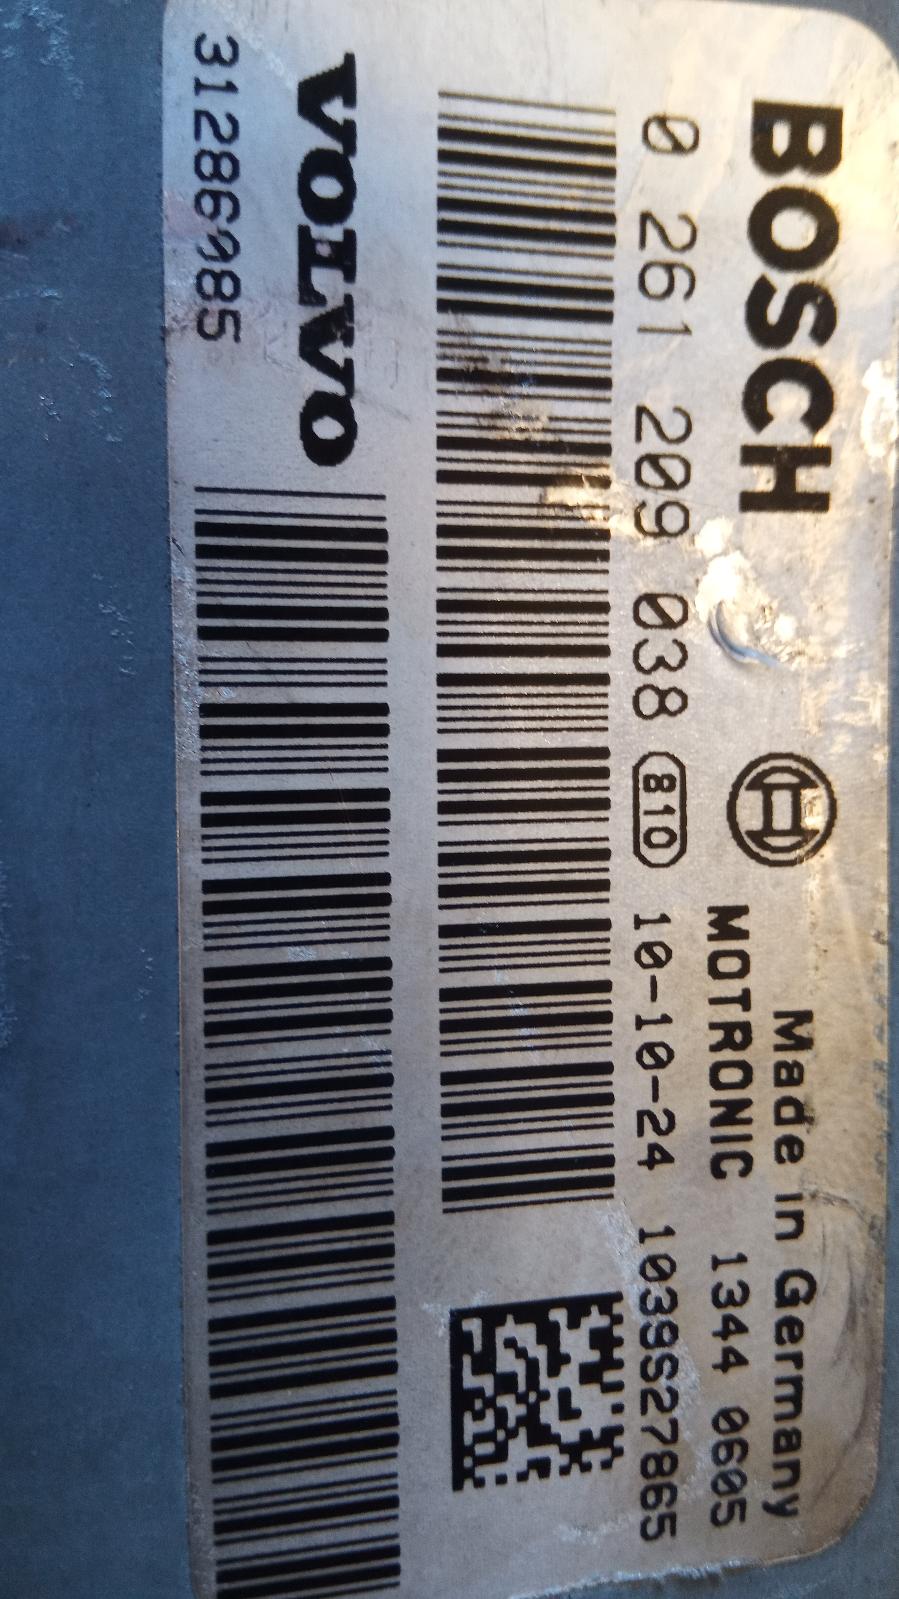 BOSCH
Made in Germany
MOTRONIC 1344 0605
0 261 209 038 810 10-10-24 1039S27865
VOLVO
31286085